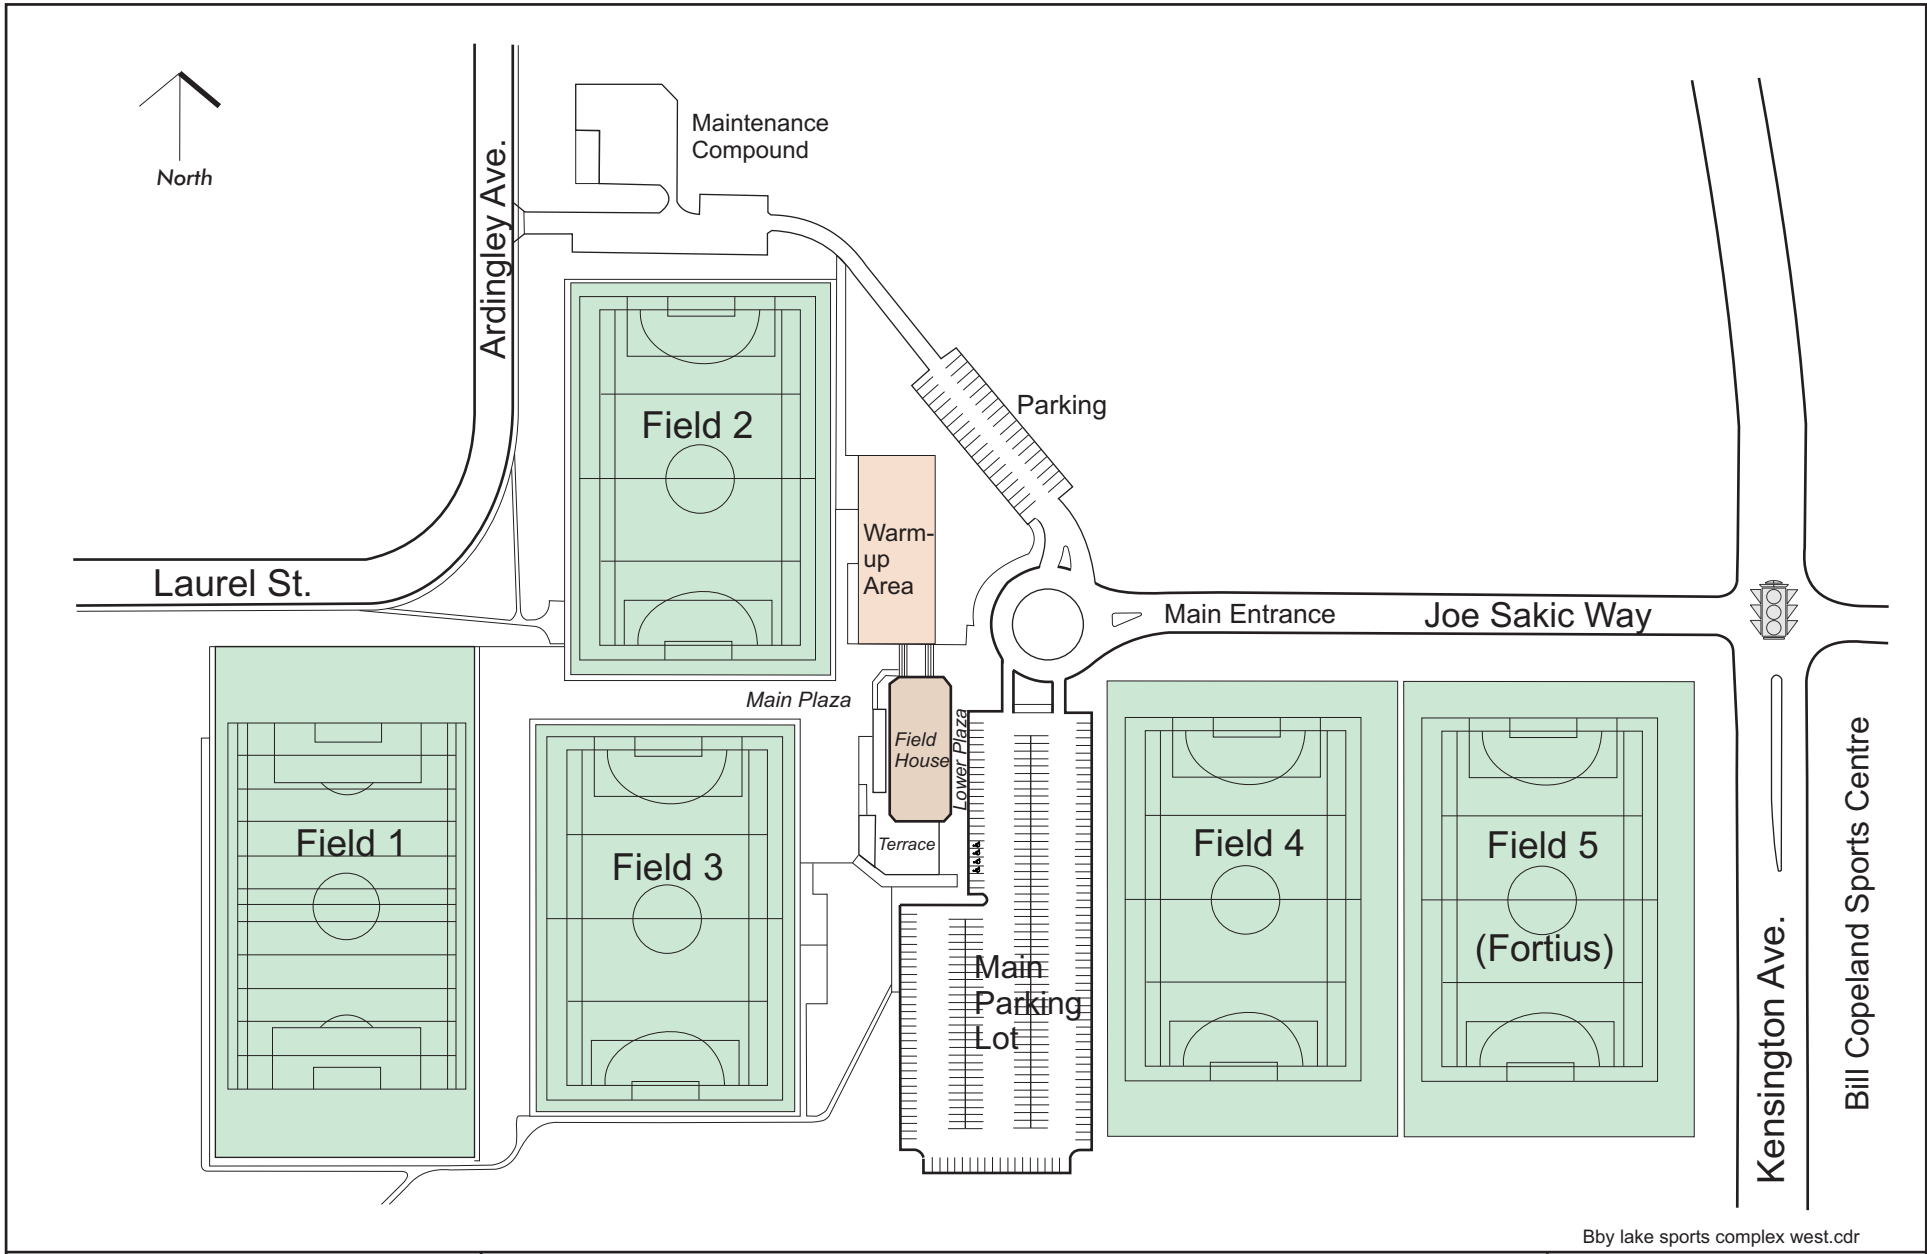 North
Maintenance
Compound
Ardingley Ave.
Parking
Field 2
Warm-
up
Area
Laurel St.
Main Entrance
Joe Sakic Way
Main Plaza
Field
House
Lower Plaza
Terrace
Field 1
Field 3
Field 4
Field 5
(Fortius)
Main
Parking
Lot
Kensington Ave.
Bill Copeland Sports Centre
Bby lake sports complex west.cdr